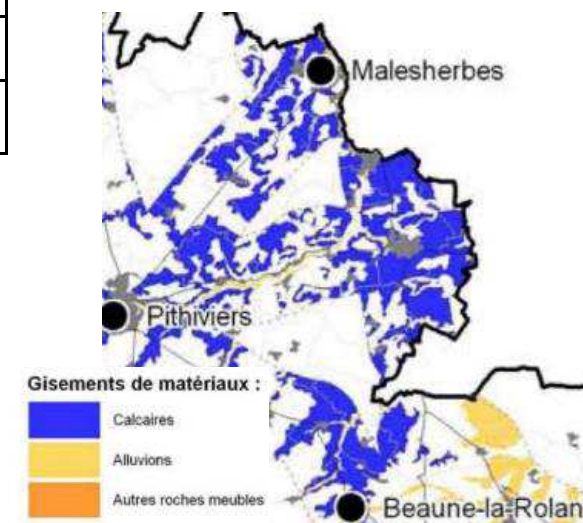 Malesherbes
Pithiviers
Gisements de matériaux :
Calcaires
Alluvions
Autres roches meubles
Beaune-la-Rolan